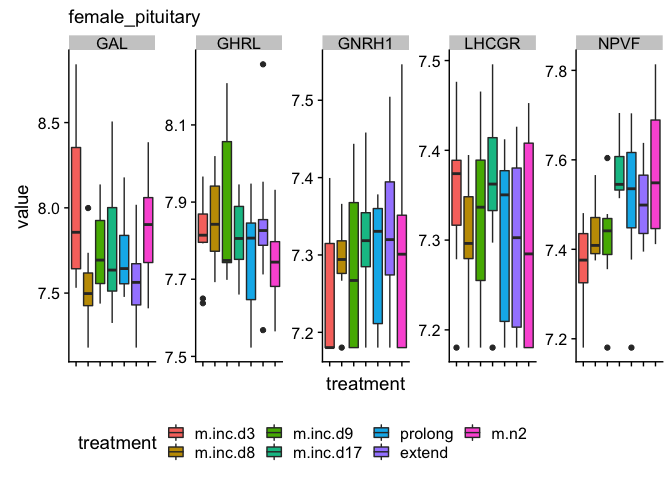 female_pituitary
GAL GHRL GNRH1 LHCGR NPVF
value
8.5
8.0
7.5
8.1
7.9
7.7
7.5
7.5
7.4
7.3
7.2
7.5
7.4
7.3
7.2
7.8
7.6
7.4
7.2
treatment
treatment
m.inc.d3 m.inc.d9 prolong m.n2
m.inc.d8 m.inc.d17 extend